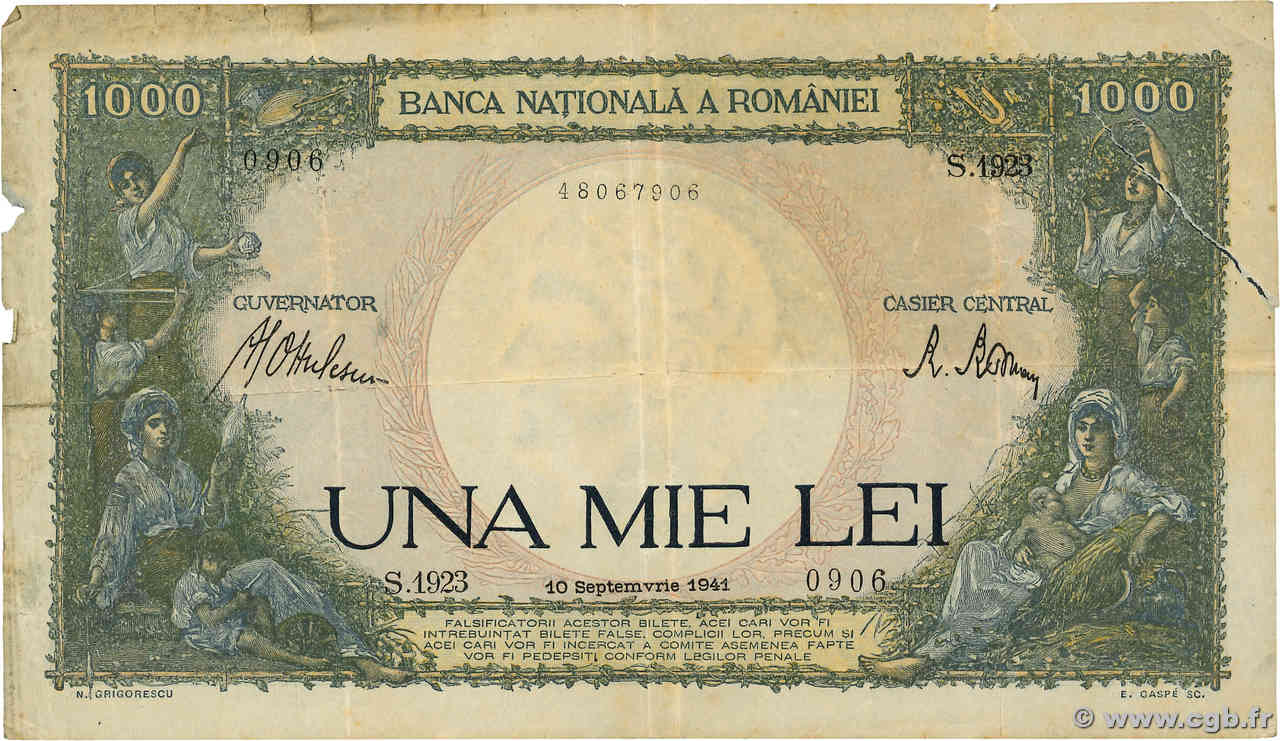 1000
BANCA NAȚIONALĂ A ROMÂNIEI
1000
0906
S.1923
48067906
GUVERNATOR
CASIER CENTRAL
UNA MIE LEI
S.1923
10 Septemvrie 1941
0906
FALSIFICATORII ACESTOR BILETE, ACEI CARI VOR FI
INTREBUINȚAT BILETE FALSE, COMPLICII LOR, PRECUM SI
ACEI CARI VOR FI INCERCAT A COMITE ASEMENEA FAPTE
VOR FI PEDEPSIȚI CONFORM LEGILOR PENALE
N. GRIGORESCU
E. GASPÉ SC.
© www.cgb.fr